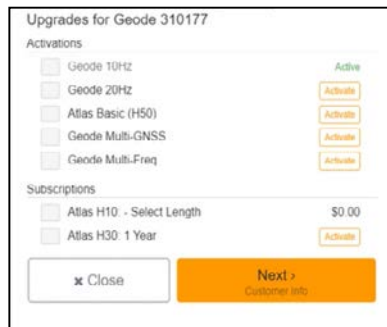 Upgrades for Geode 310177
Activations
Geode 10Hz Active
Geode 20Hz Activate
Atlas Basic (H50) Activate
Geode Multi-GNSS Activate
Geode Multi-Freq Activate
Subscriptions
Atlas H10: - Select Length $0.00
Atlas H30: 1 Year Activate
× Close
Next ›
Customer Info